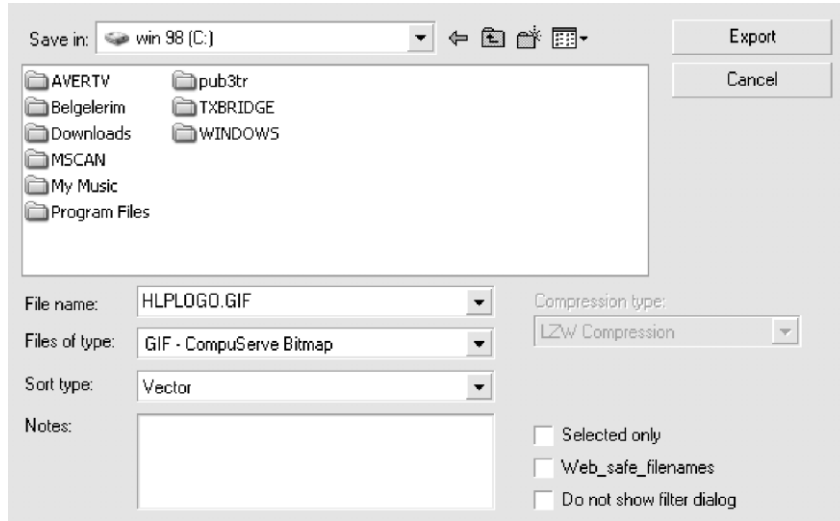 Save in: win 98 (C:)
Export
Cancel
AVERTV
Belgelerim
Downloads
MSCAN
My Music
Program Files
pub3tr
TXBRIDGE
WINDOWS
File name: HLPLOGO.GIF
Files of type: GIF - CompuServe Bitmap
Sort type: Vector
Notes:
Compression type:
LZW Compression
Selected only
Web_safe_filenames
Do not show filter dialog